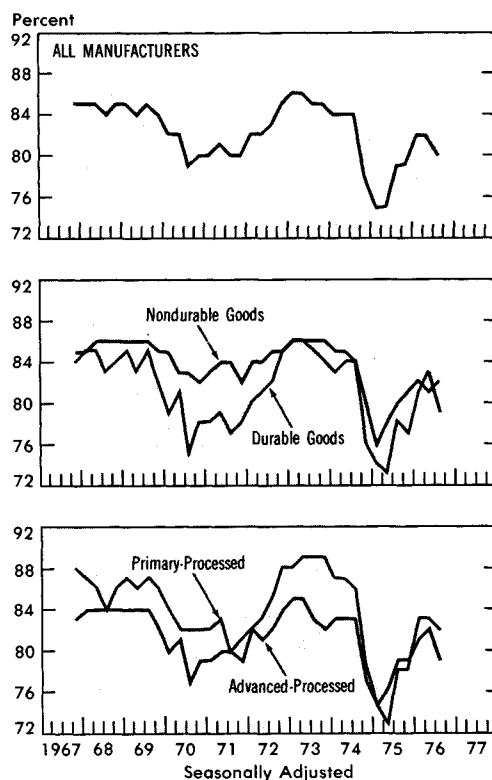 Percent
92
ALL MANUFACTURERS
88
84
80
76
72
92
88
Nondurable Goods
84
80
Durable Goods
76
72
92
88
Primary-Processed
84
80
76
Advanced-Processed
72
1967 68 69 70 71 72 73 74 75 76 77
Seasonally Adjusted